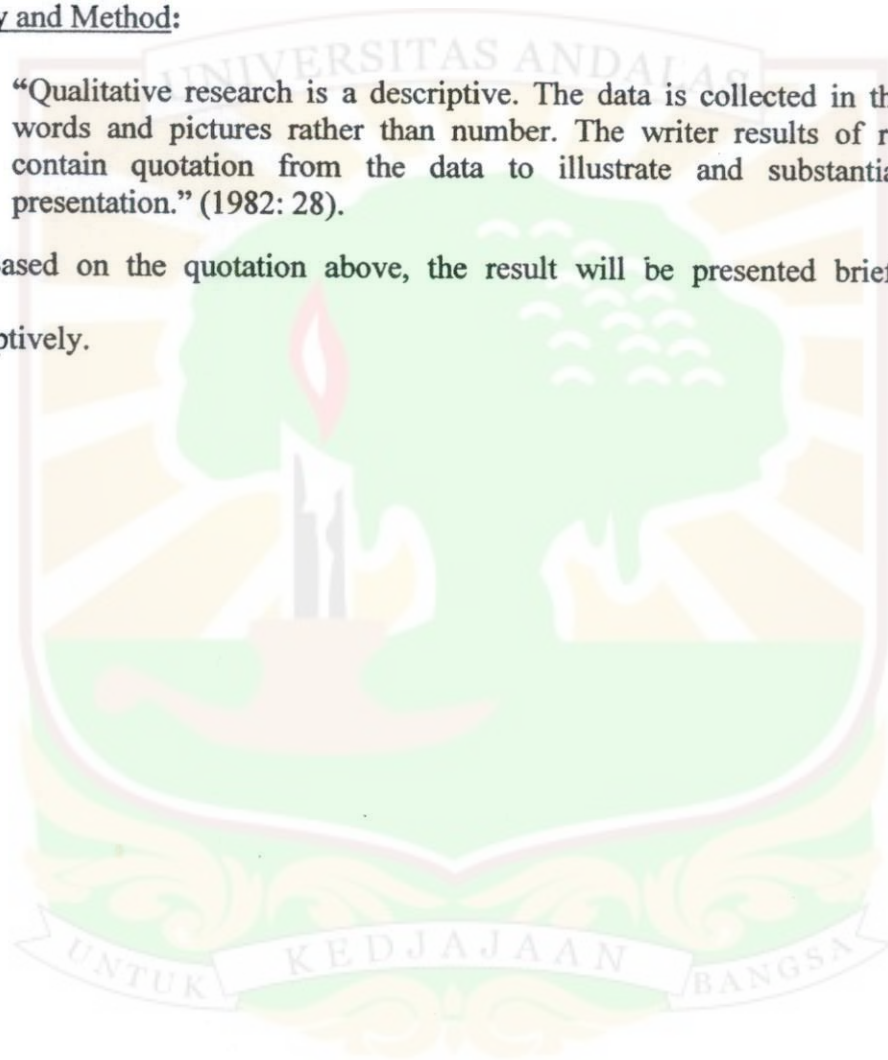 y and Method:
UNIVERSITAS ANDALAS
“Qualitative research is a descriptive. The data is collected in th
words and pictures rather than number. The writer results of r
contain quotation from the data to illustrate and substantia
presentation.” (1982: 28).
ased on the quotation above, the result will be presented brief
ptively.
UNTUK KEDJAJAAN BANGSA